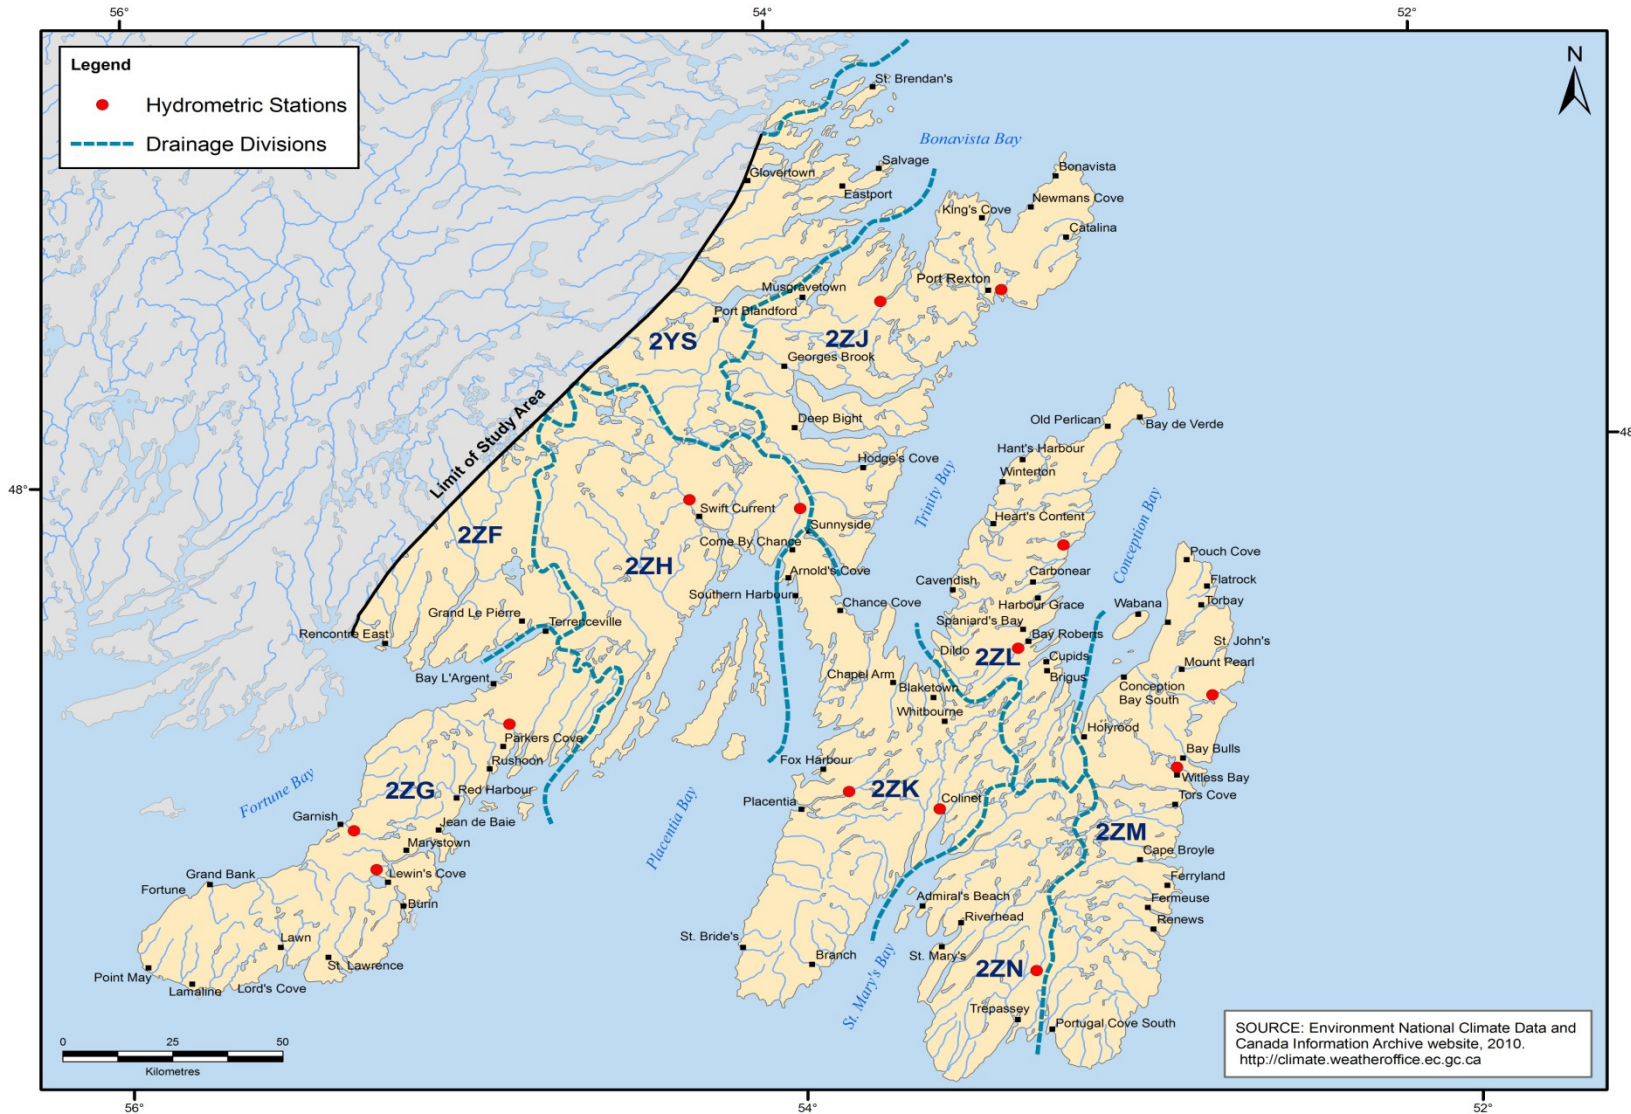 56°
54°
52°
Legend
Hydrometric Stations
Drainage Divisions
N
St. Brendan's
Bonavista Bay
Salvage
Glovertown
Eastport
Bonavista
Newmans Cove
King's Cove
Catalina
Musgravetown
Port Rexton
Port Blandford
2YS
2ZJ
Georges Brook
Limit of Study Area
Deep Bight
Old Perlican
Bay de Verde
48
Hant's Harbour
Hodge's Cove
Winterton
Trinity Bay
48°
Swift Current
Heart's Content
Conception Bay
2ZF
Sunnyside
Come By Chance
Pouch Cove
2ZH
Arnold's Cove
Carbonear
Flatrock
Cavendish
Southern Harbour
Harbour Grace
Wabana
Torbay
Chance Cove
Grand Le Pierre
Terrenceville
Spaniard's Bay
Rencontre East
Bay Roberts
St. John's
Dildo
2ZL
Cupids
Mount Pearl
Bay L'Argent
Chapel Arm
Brigus
Conception
Bay South
Blaketown
Whitbourne
Holyrood
Parkers Cove
Bay Bulls
Rushoon
Fox Harbour
Witless Bay
Fortune Bay
2ZG
Red Harbour
2ZK
Colinet
Placentia
Tors Cove
Garnish
Jean de Baie
Placentia Bay
2ZM
Marystown
Cape Broyle
Grand Bank
Lewin's Cove
Fortune
Ferryland
Burin
Admiral's Beach
Fermeuse
Riverhead
Renews
Lawn
St. Bride's
St. Lawrence
Branch
St. Mary's
Point May
2ZN
St. Mary's Bay
Lamaline
Lord's Cove
Trepassey
Portugal Cove South
SOURCE: Environment National Climate Data and
Canada Information Archive website, 2010.
http://climate.weatheroffice.ec.gc.ca
0 25 50
Kilometres
56°
54°
52°